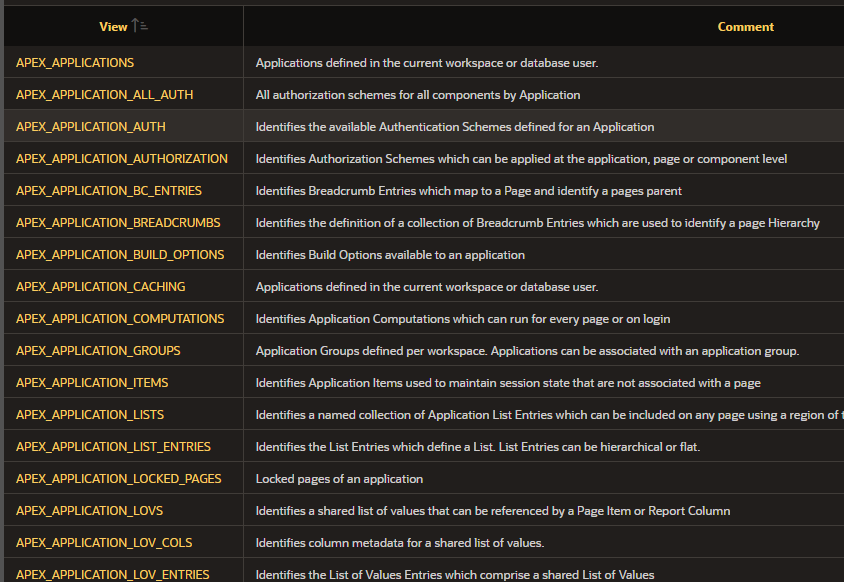 View Comment
APEX_APPLICATIONS Applications defined in the current workspace or database user.
APEX_APPLICATION_ALL_AUTH All authorization schemes for all components by Application
APEX_APPLICATION_AUTH Identifies the available Authentication Schemes defined for an Application
APEX_APPLICATION_AUTHORIZATION Identifies Authorization Schemes which can be applied at the application, page or component level
APEX_APPLICATION_BC_ENTRIES Identifies Breadcrumb Entries which map to a Page and identify a pages parent
APEX_APPLICATION_BREADCRUMBS Identifies the definition of a collection of Breadcrumb Entries which are used to identify a page Hierarchy
APEX_APPLICATION_BUILD_OPTIONS Identifies Build Options available to an application
APEX_APPLICATION_CACHING Applications defined in the current workspace or database user.
APEX_APPLICATION_COMPUTATIONS Identifies Application Computations which can run for every page or on login
APEX_APPLICATION_GROUPS Application Groups defined per workspace. Applications can be associated with an application group.
APEX_APPLICATION_ITEMS Identifies Application Items used to maintain session state that are not associated with a page
APEX_APPLICATION_LISTS Identifies a named collection of Application List Entries which can be included on any page using a region of
APEX_APPLICATION_LIST_ENTRIES Identifies the List Entries which define a List. List Entries can be hierarchical or flat.
APEX_APPLICATION_LOCKED_PAGES Locked pages of an application
APEX_APPLICATION_LOVS Identifies a shared list of values that can be referenced by a Page Item or Report Column
APEX_APPLICATION_LOV_COLS Identifies column metadata for a shared list of values.
APEX_APPLICATION_LOV_ENTRIES Identifies the List of Values Entries which comprise a shared List of Values